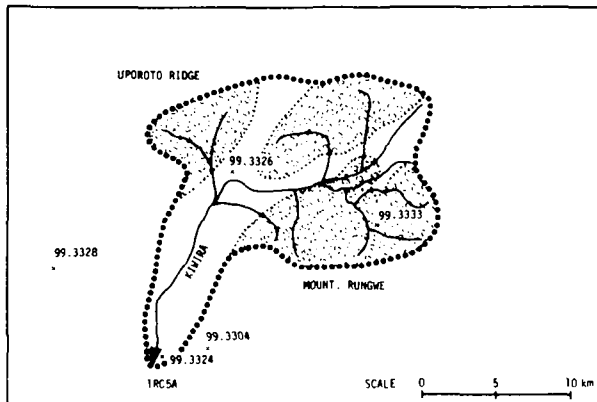 UPOROTO RIDGE
99.3326
99.3333
99.3328
KIWIRA
MOUNT. RUNGWE
99.3304
99.3324
1RC5A
SCALE 0 5 10 km